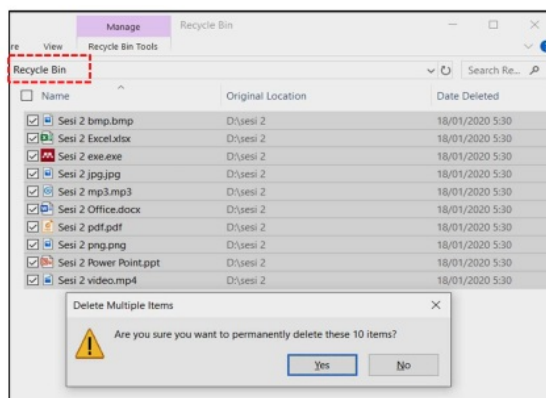 Manage Recycle Bin
re View Recycle Bin Tools
Recycle Bin Search Re...
Name Original Location Date Deleted
Sesi 2 bmp.bmp D:\sesi 2 18/01/2020 5:30
Sesi 2 Excel.xlsx D:\sesi 2 18/01/2020 5:30
Sesi 2 exe.exe D:\sesi 2 18/01/2020 5:30
Sesi 2 jpg.jpg D:\sesi 2 18/01/2020 5:30
Sesi 2 mp3.mp3 D:\sesi 2 18/01/2020 5:30
Sesi 2 Office.docx D:\sesi 2 18/01/2020 5:30
Sesi 2 pdf.pdf D:\sesi 2 18/01/2020 5:30
Sesi 2 png.png D:\sesi 2 18/01/2020 5:30
Sesi 2 Power Point.ppt D:\sesi 2 18/01/2020 5:30
Sesi 2 video.mp4 D:\sesi 2 18/01/2020 5:30
Delete Multiple Items
Are you sure you want to permanently delete these 10 items?
Yes No